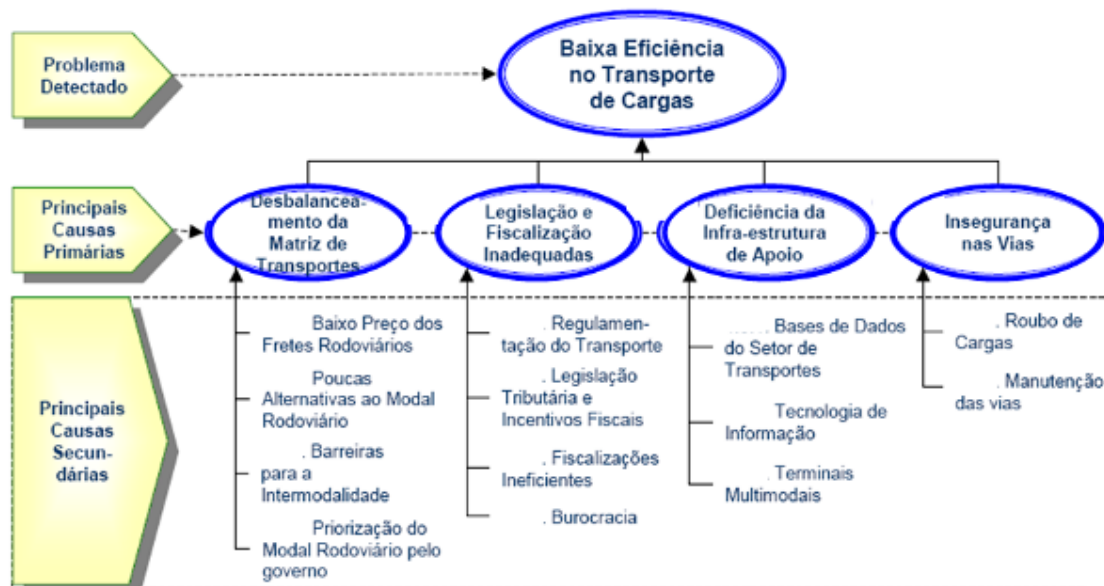 Problema
Detectado
Baixa Eficiência
no Transporte
de Cargas
Principais
Causas
Primárias
Desbalancea-
mento da
Matriz de
Transportes
Legislação e
Fiscalização
Inadequadas
Deficiência da
Infra-estrutura
de Apoio
Insegurança
nas Vias
Principais
Causas
Secun-
dárias
Baixo Preço dos
Fretes Rodoviários
Poucas
Alternativas ao Modal
Rodoviário
. Barreiras
para a
Intermodalidade
Priorização do
Modal Rodoviário pelo
governo
. Regulamen-
tação do Transporte
. Legislação
Tributária e
Incentivos Fiscais
. Fiscalizações
Ineficientes
. Burocracia
. Bases de Dados
do Setor de
Transportes
Tecnologia de
Informação
. Terminais
Multimodais
. Roubo de
Cargas
. Manutenção
das vias